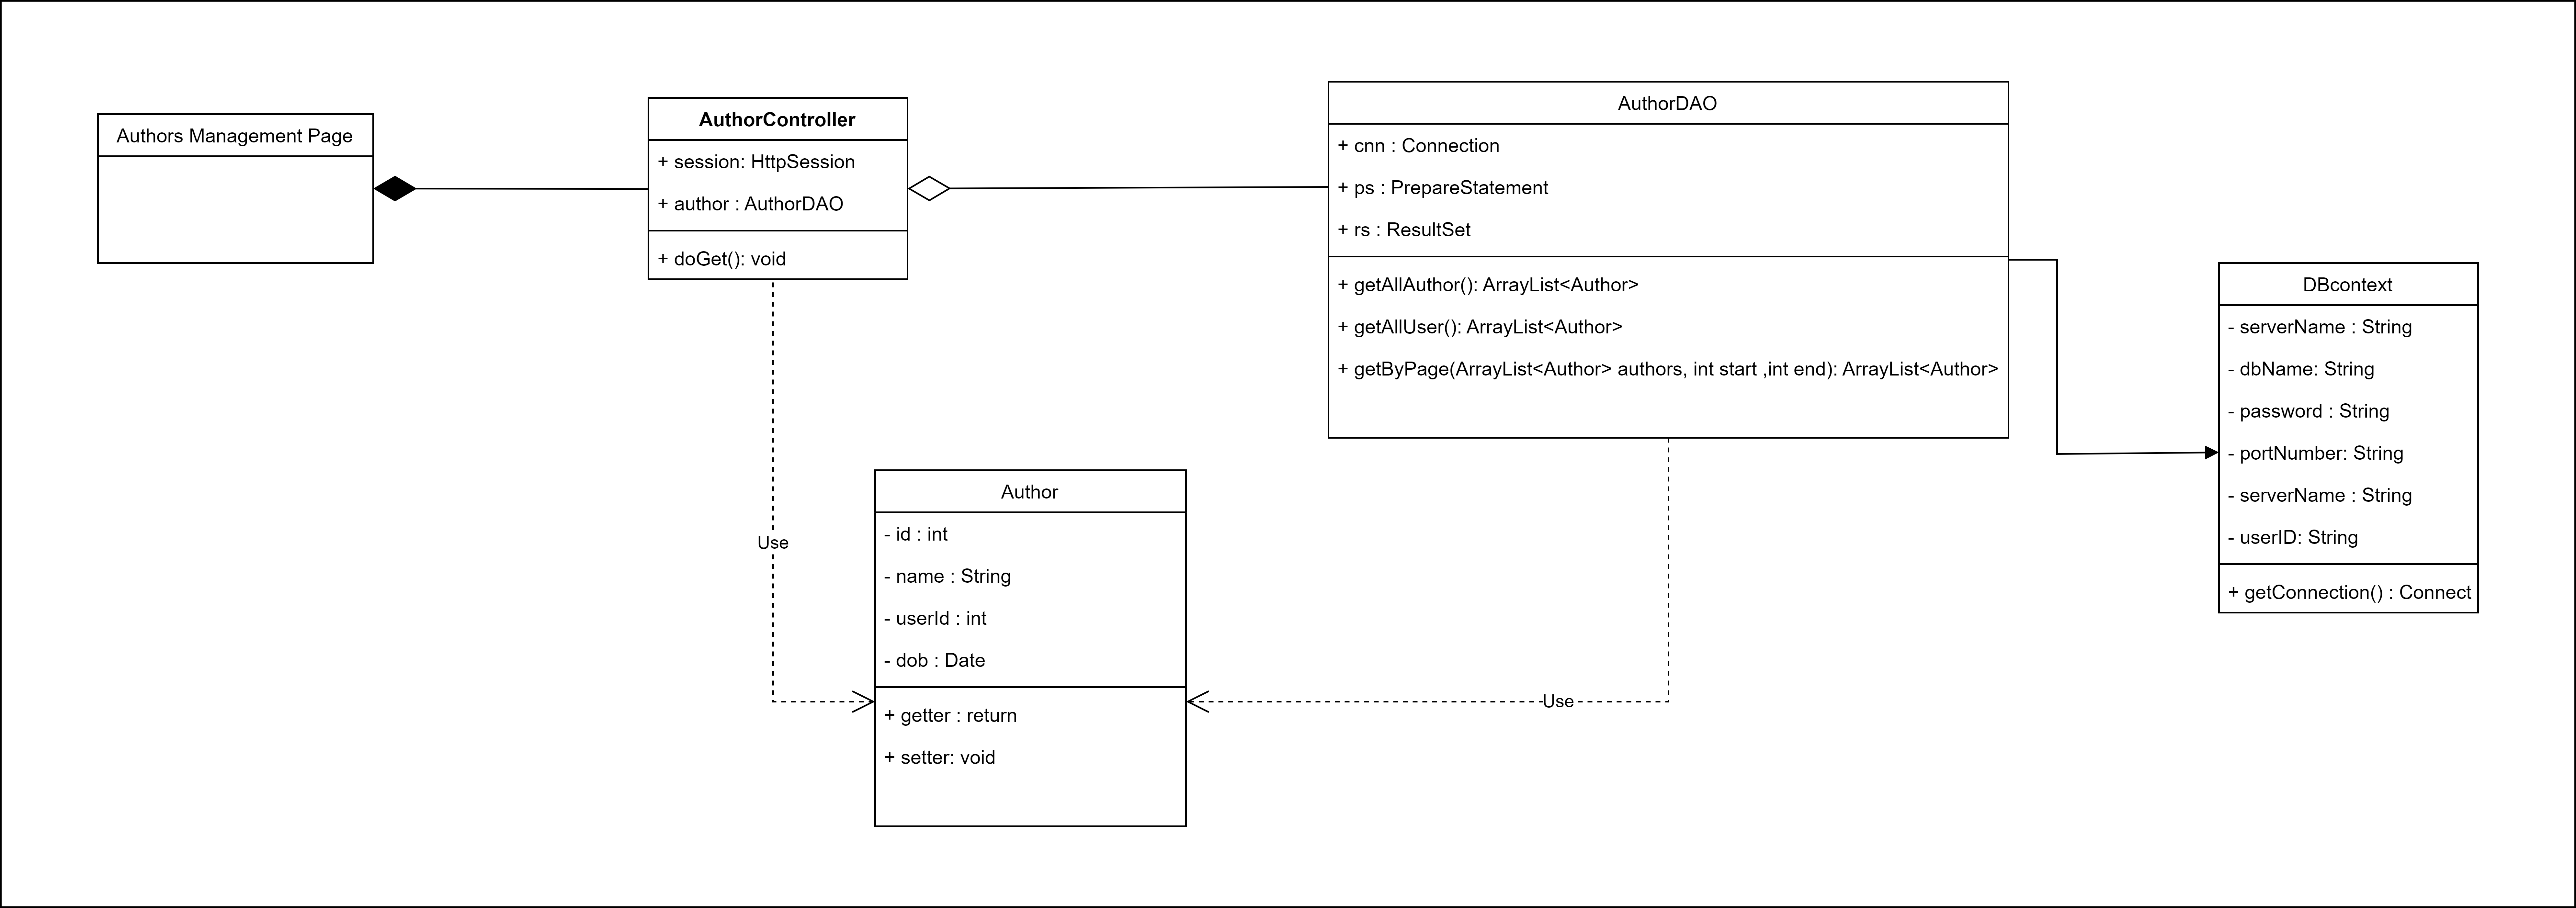 Authors Management Page
AuthorController
+ session: HttpSession
+ author : AuthorDAO
+ doGet(): void
AuthorDAO
+ cnn : Connection
+ ps : PrepareStatement
+ rs : ResultSet
+ getAllAuthor(): ArrayList<Author>
+ getAllUser(): ArrayList<Author>
+ getByPage(ArrayList<Author> authors, int start ,int end): ArrayList<Author>
DBcontext
- serverName : String
- dbName: String
- password : String
- portNumber: String
- serverName : String
- userID: String
+ getConnection() : Connect
Use
Author
- id : int
- name : String
- userId : int
- dob : Date
+ getter : return
+ setter: void
Use